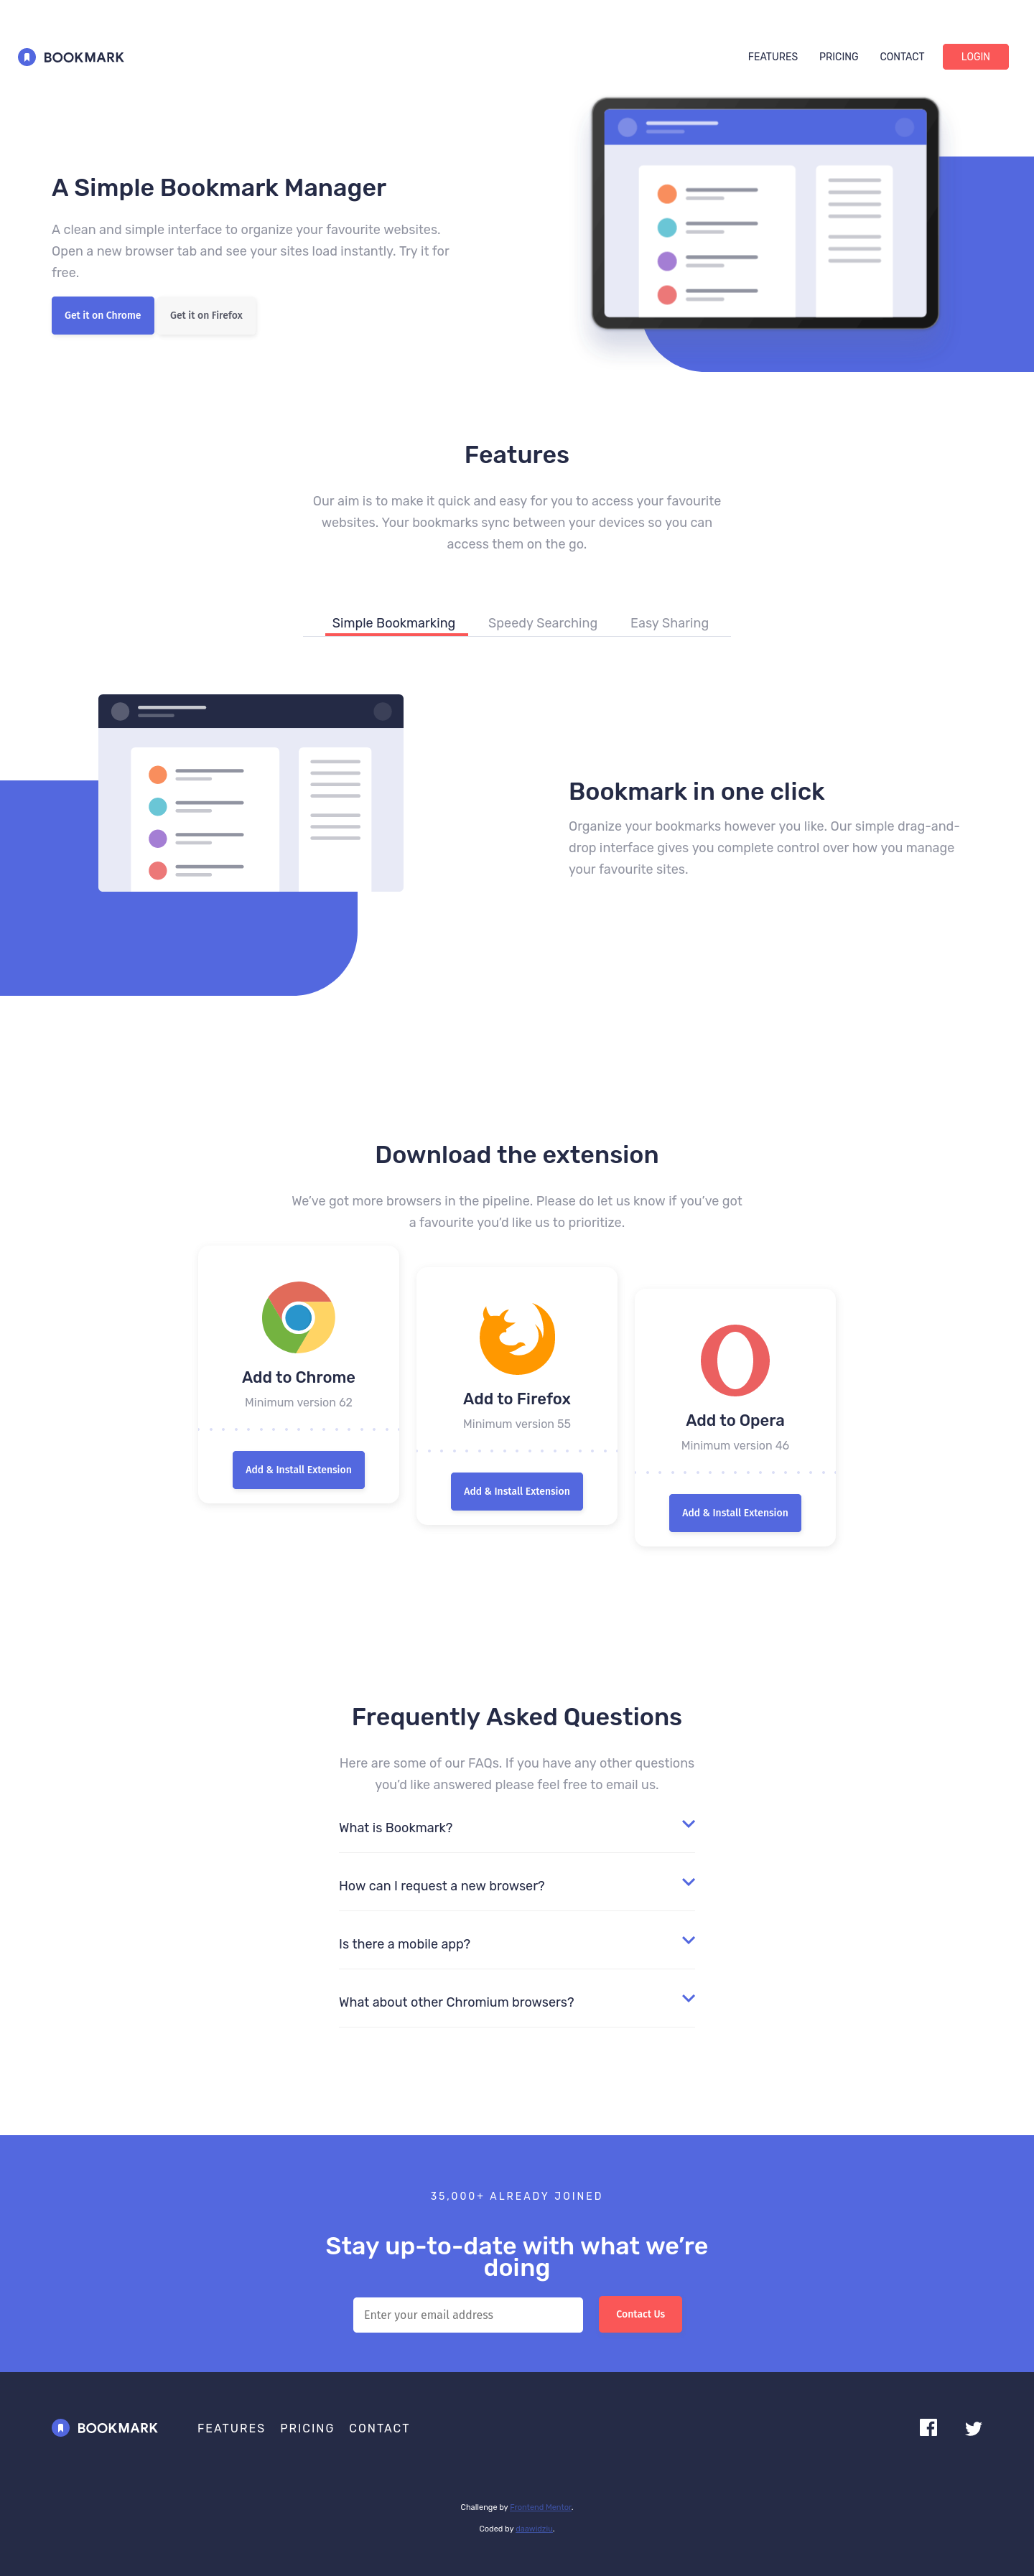 BOOKMARK
FEATURES
PRICING
CONTACT
LOGIN
A Simple Bookmark Manager
A clean and simple interface to organize your favourite websites.
Open a new browser tab and see your sites load instantly. Try it for
free.
Get it on Chrome
Get it on Firefox
Features
Our aim is to make it quick and easy for you to access your favourite
websites. Your bookmarks sync between your devices so you can
access them on the go.
Simple Bookmarking
Speedy Searching
Easy Sharing
Bookmark in one click
Organize your bookmarks however you like. Our simple drag-and-
drop interface gives you complete control over how you manage
your favourite sites.
Download the extension
We've got more browsers in the pipeline. Please do let us know if you've got
a favourite you'd like us to prioritize.
Add to Chrome
Minimum version 62
Add & Install Extension
Add to Firefox
Minimum version 55
Add & Install Extension
Add to Opera
Minimum version 46
Add & Install Extension
Frequently Asked Questions
Here are some of our FAQs. If you have any other questions
you'd like answered please feel free to email us.
What is Bookmark?
How can I request a new browser?
Is there a mobile app?
What about other Chromium browsers?
35,000+ ALREADY JOINED
Stay up-to-date with what we’re
doing
Enter your email address
Contact Us
BOOKMARK
FEATURES
PRICING
CONTACT
Challenge by Frontend Mentor.
Coded by daawidziu.